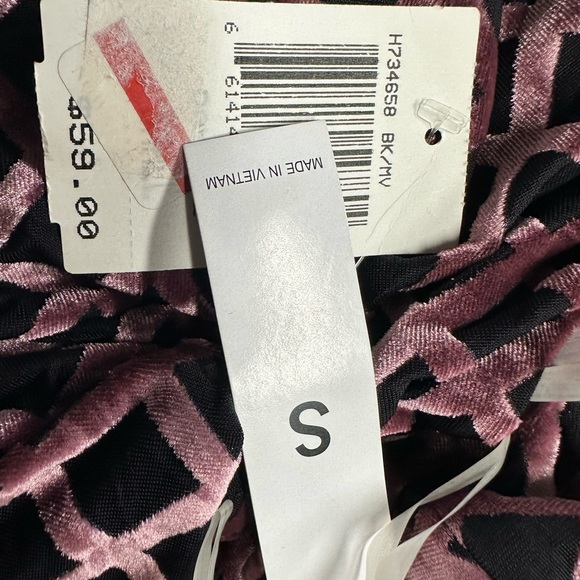 H734658 BK/MV
6 61414
$59.00
MADE IN VIETNAM
S